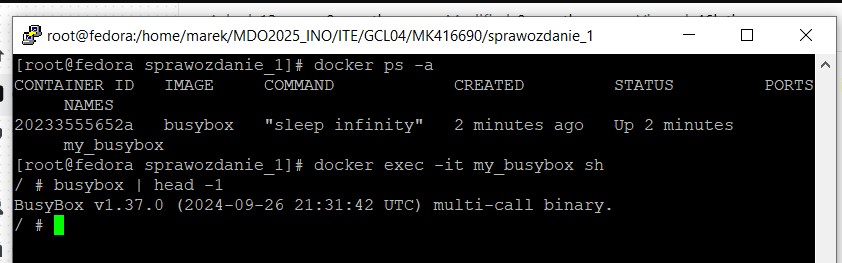 root@fedora:/home/marek/MDO2025_INO/ITE/GCL04/MK416690/sprawozdanie_1
[root@fedora sprawozdanie_1]# docker ps -a
CONTAINER ID   IMAGE     COMMAND            CREATED         STATUS         PORTS
     NAMES
20233555652a   busybox   "sleep infinity"   2 minutes ago   Up 2 minutes
     my_busybox
[root@fedora sprawozdanie_1]# docker exec -it my_busybox sh
/ # busybox | head -1
BusyBox v1.37.0 (2024-09-26 21:31:42 UTC) multi-call binary.
/ #